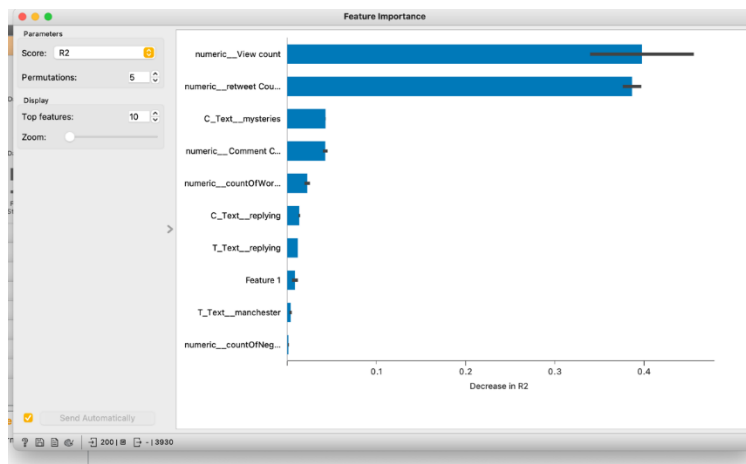 Feature Importance
Parameters
Score: R2
Permutations: 5
Display
Top features: 10
Zoom:
Send Automatically
numeric__View count
numeric__retweet Cou...
C_Text__mysteries
numeric__Comment C...
numeric__countOfWor...
C_Text__replying
T_Text__replying
Feature 1
T_Text__manchester
numeric__countOfNeg...
0.1 0.2 0.3 0.4
Decrease in R2
? 200 - 3930